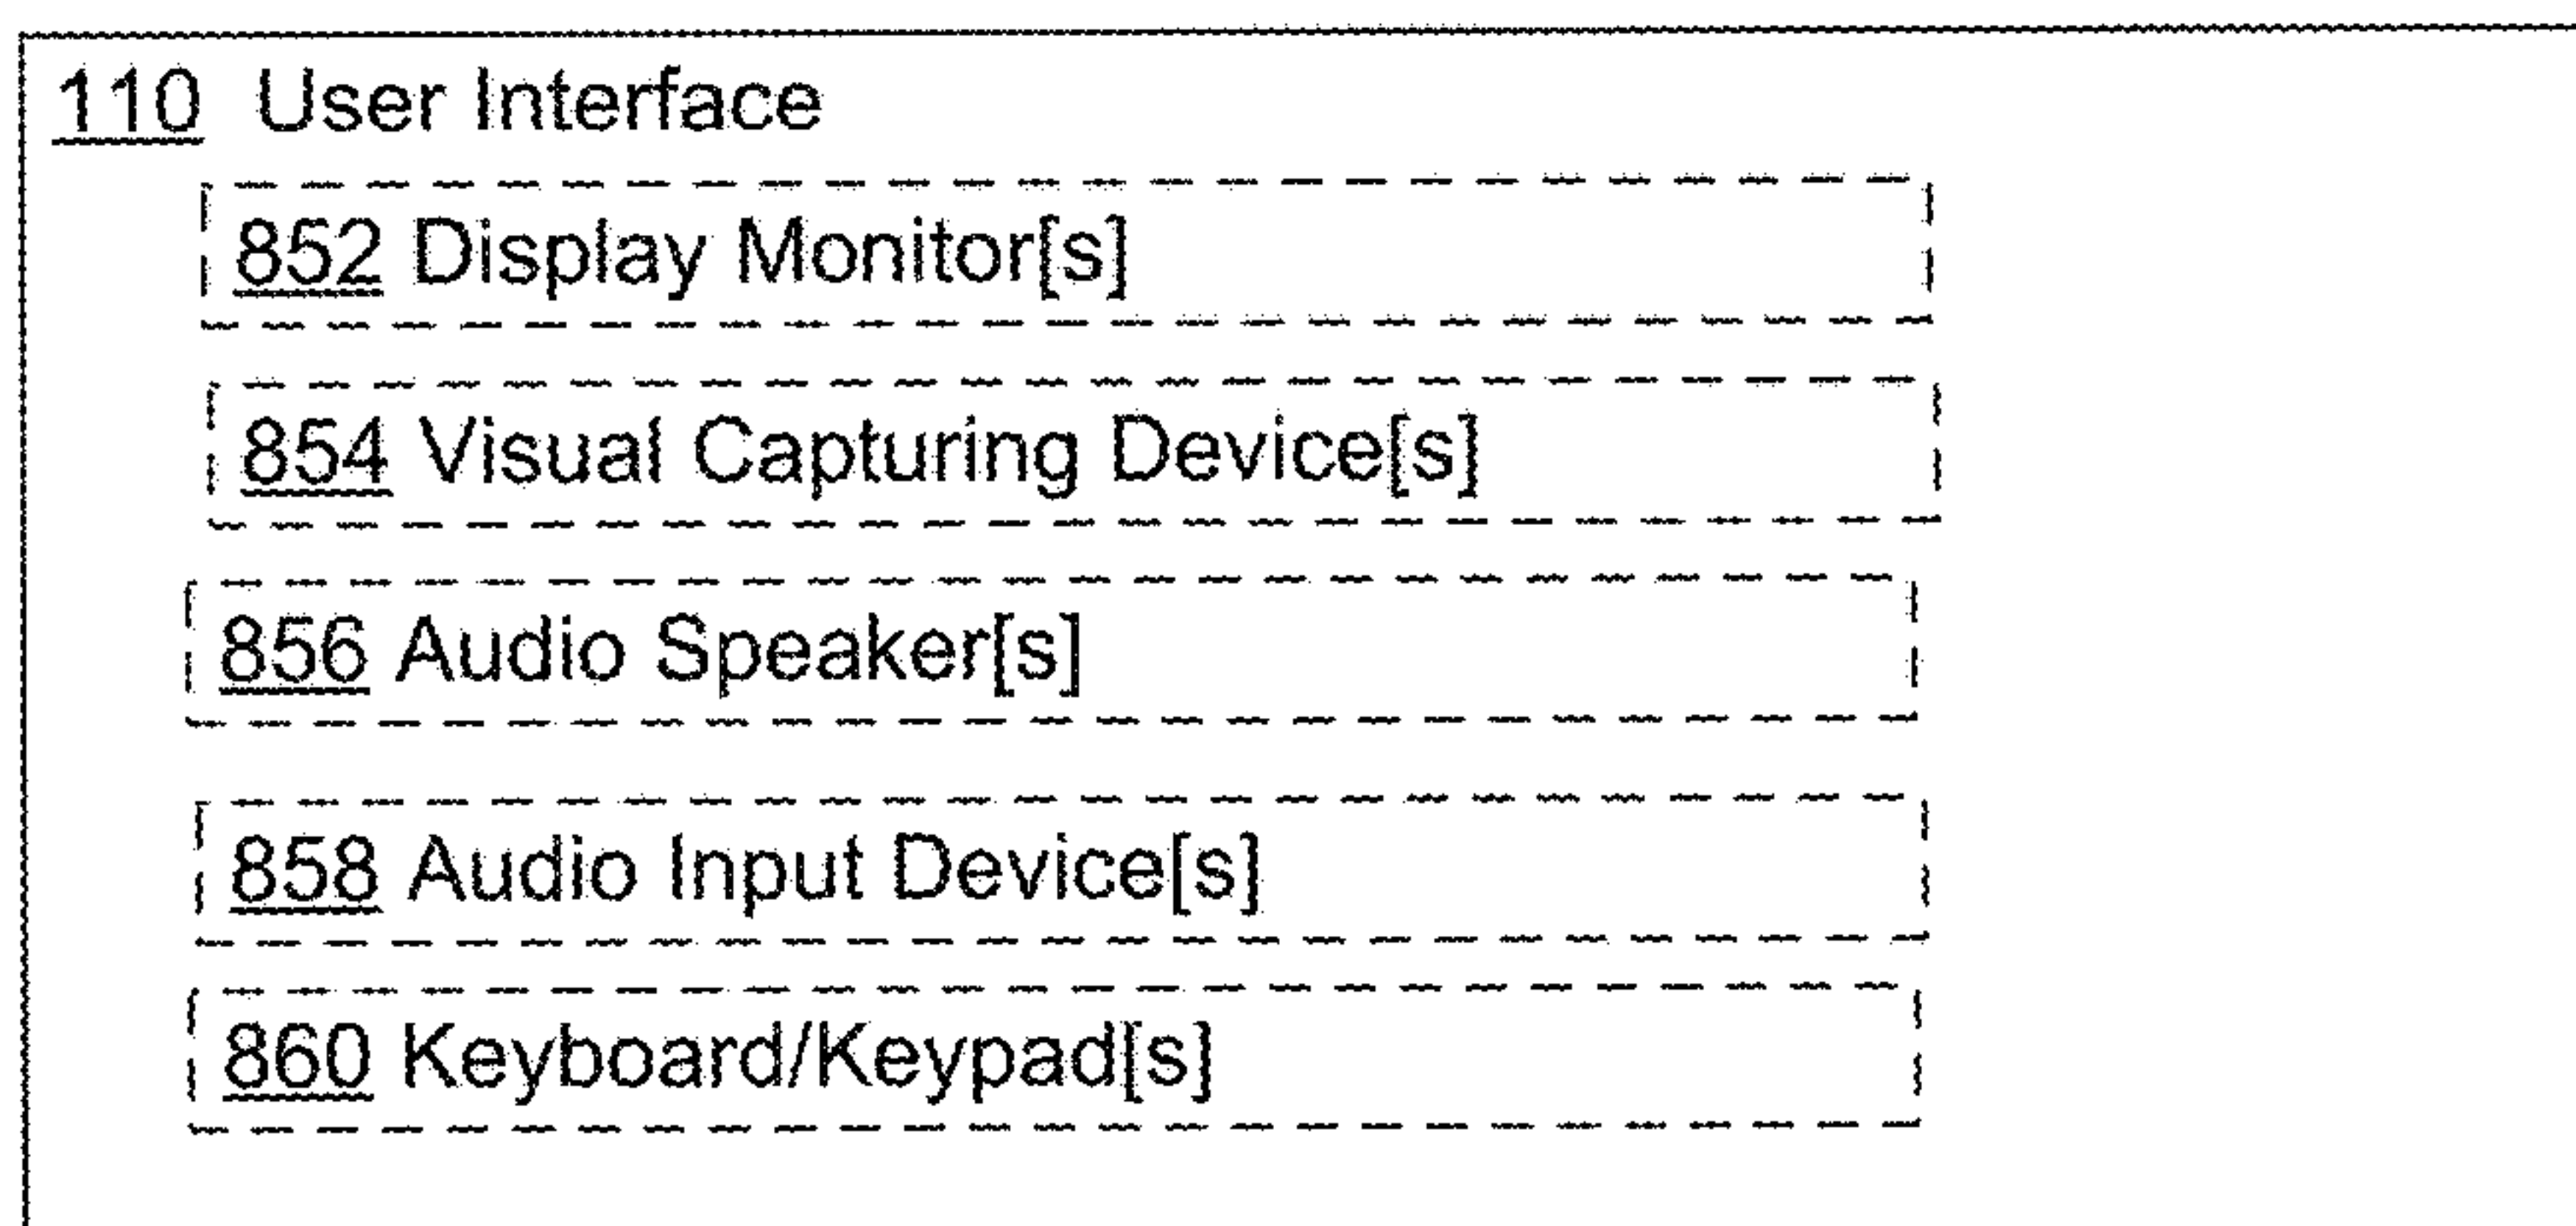 110 User Interface
852 Display Monitor[s]
854 Visual Capturing Device[s]
856 Audio Speaker[s]
858 Audio Input Device[s]
860 Keyboard/Keypad[s]